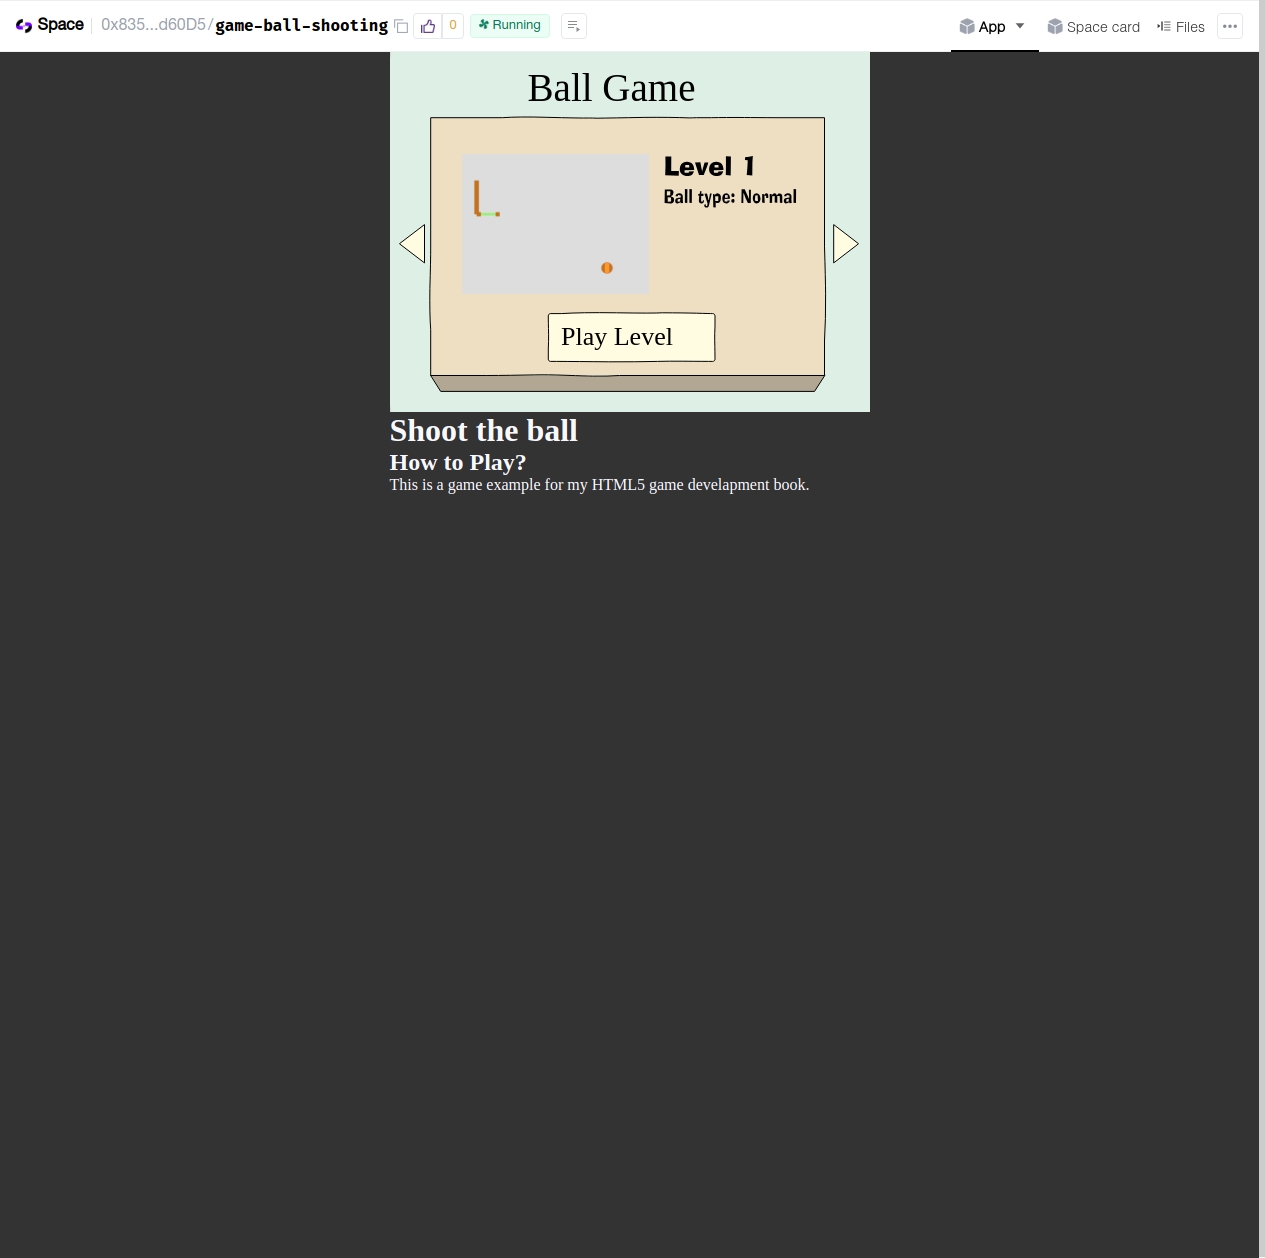 Space 0x835...d60D5/game-ball-shooting 0 Running App Space card Files
Ball Game
Level 1
Ball type: Normal
Play Level
Shoot the ball
How to Play?
This is a game example for my HTML5 game develapment book.